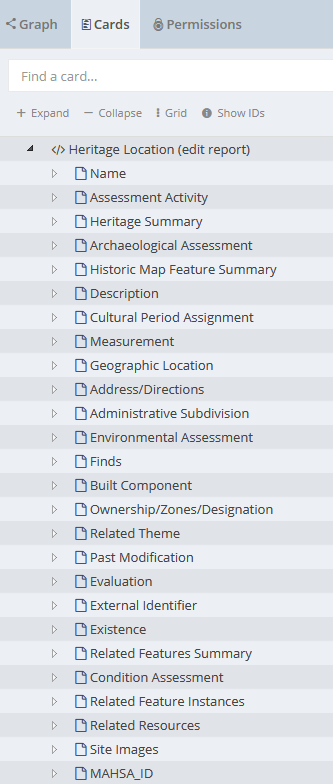 Graph Cards Permissions
Find a card...
+ Expand − Collapse Grid Show IDs
</> Heritage Location (edit report)
Name
Assessment Activity
Heritage Summary
Archaeological Assessment
Historic Map Feature Summary
Description
Cultural Period Assignment
Measurement
Geographic Location
Address/Directions
Administrative Subdivision
Environmental Assessment
Finds
Built Component
Ownership/Zones/Designation
Related Theme
Past Modification
Evaluation
External Identifier
Existence
Related Features Summary
Condition Assessment
Related Feature Instances
Related Resources
Site Images
MAHSA_ID